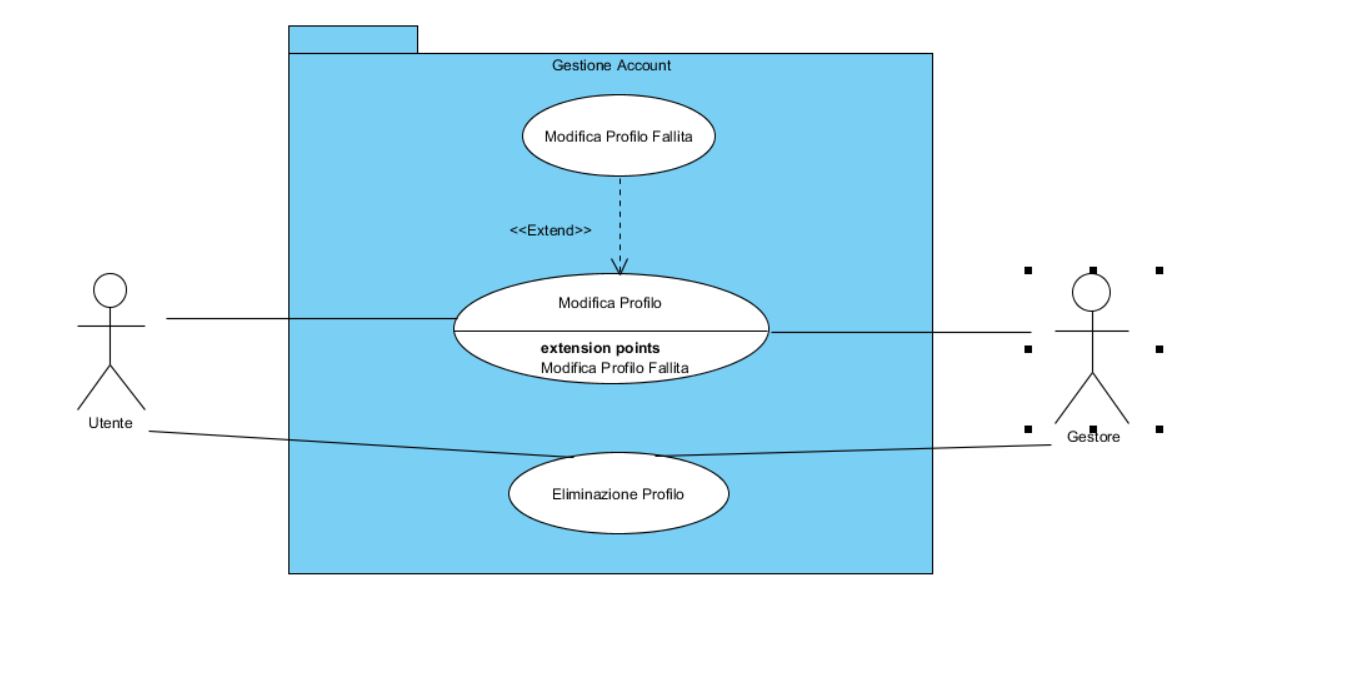 Gestione Account
Modifica Profilo Fallita
<<Extend>>
Modifica Profilo
extension points
Modifica Profilo Fallita
Utente
Gestore
Eliminazione Profilo